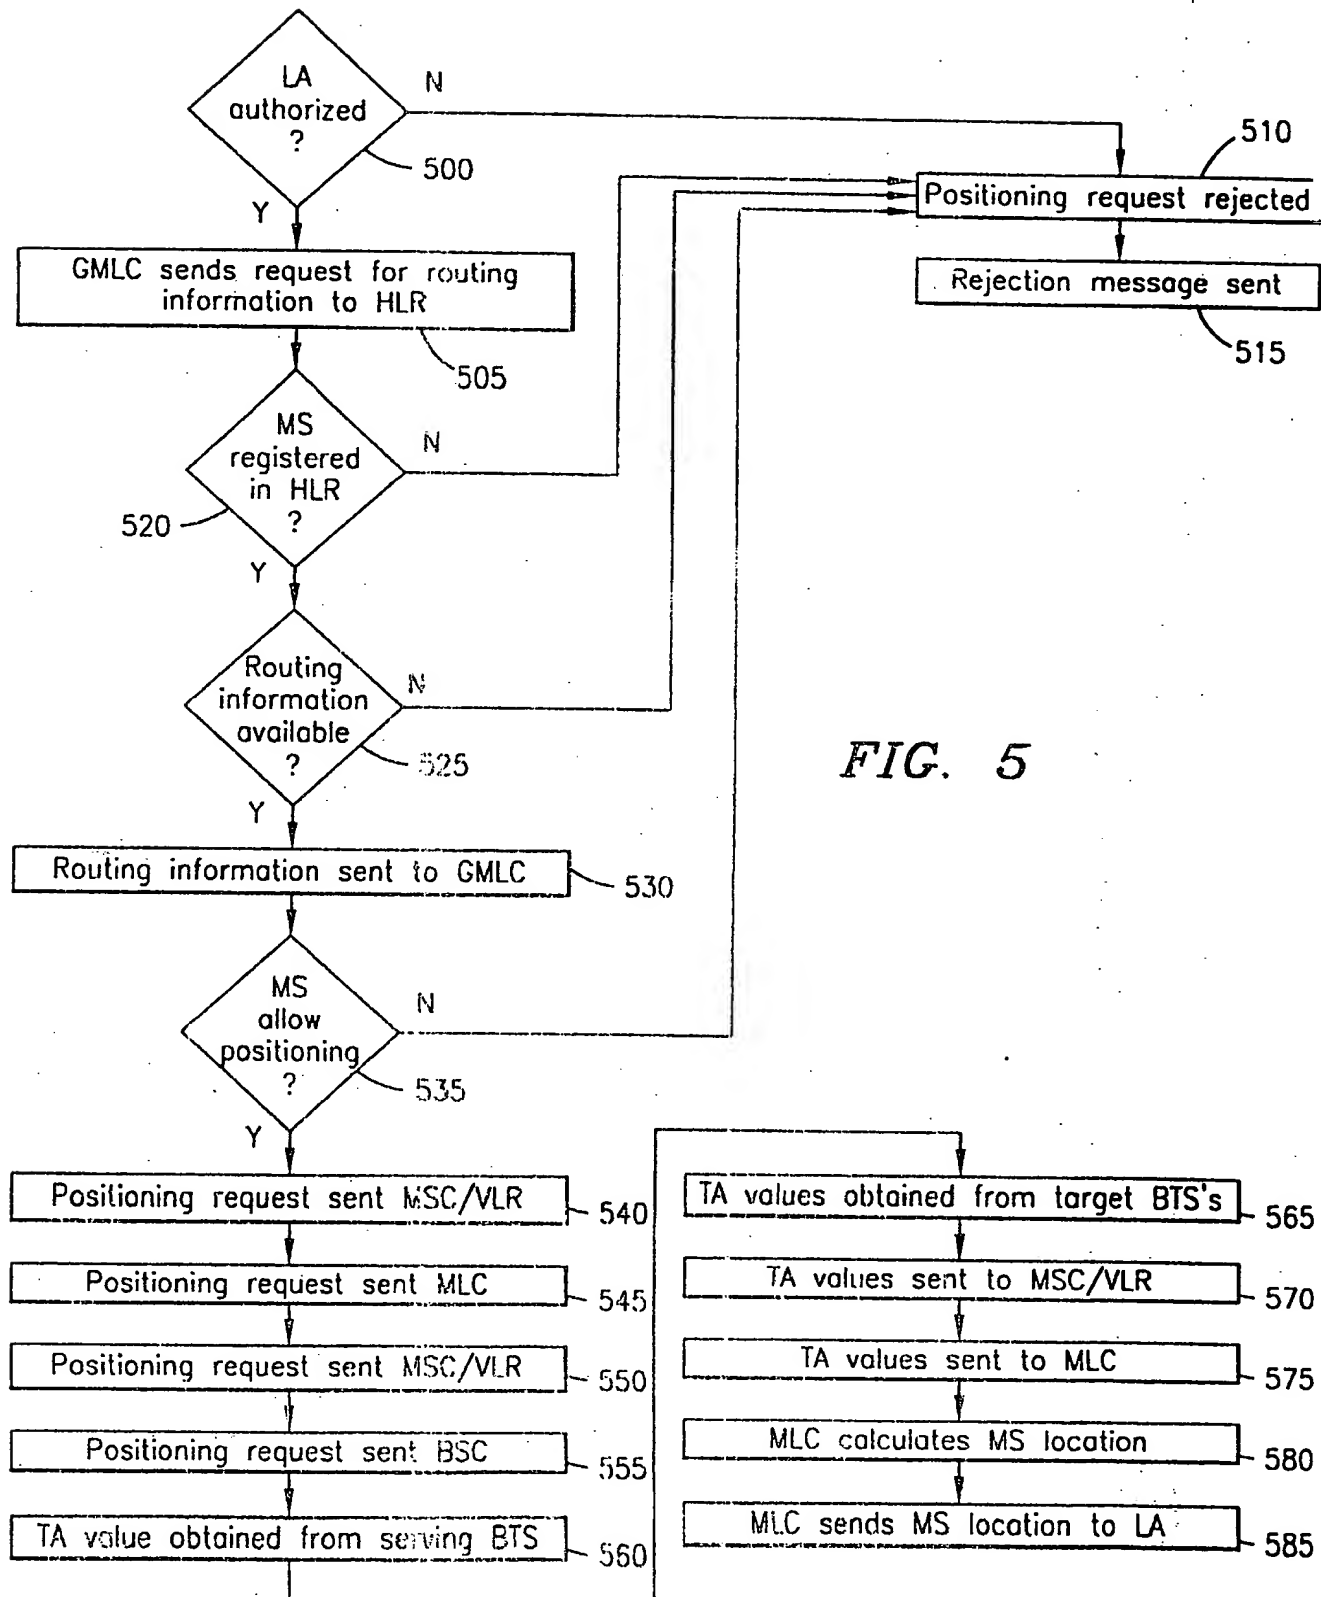 LA
authorized
?
N
500
Y
GMLC sends request for routing
information to HLR
505
510
Positioning request rejected
Rejection message sent
515
MS
registered
in HLR
?
N
520
Y
Routing
information
available
?
N
525
Y
FIG. 5
Routing information sent to GMLC
530
MS
allow
positioning
?
N
535
Y
Positioning request sent MSC/VLR
540
Positioning request sent MLC
545
Positioning request sent MSC/VLR
550
Positioning request sent BSC
555
TA value obtained from serving BTS
560
TA values obtained from target BTS's
565
TA values sent to MSC/VLR
570
TA values sent to MLC
575
MLC calculates MS location
580
MLC sends MS location to LA
585